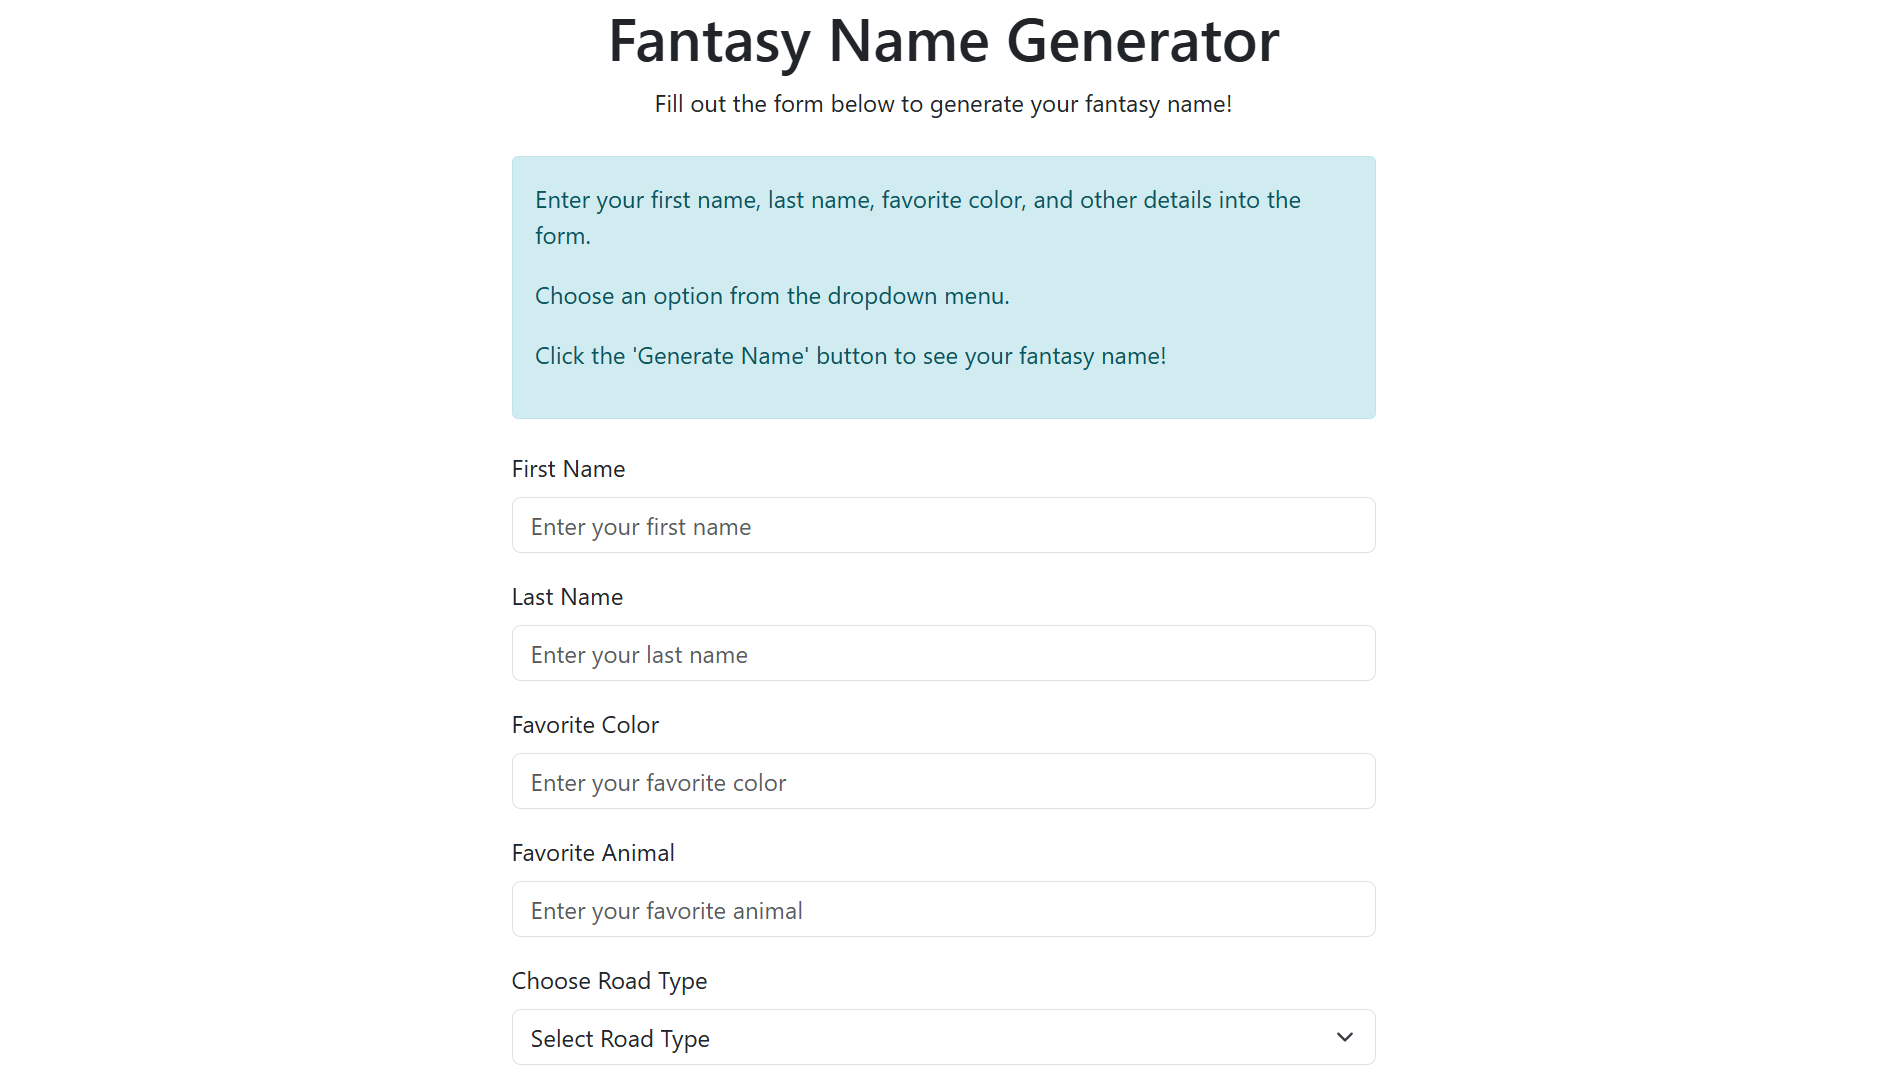 Fantasy Name Generator
Fill out the form below to generate your fantasy name!
Enter your first name, last name, favorite color, and other details into the
form.
Choose an option from the dropdown menu.
Click the 'Generate Name' button to see your fantasy name!
First Name
Enter your first name
Last Name
Enter your last name
Favorite Color
Enter your favorite color
Favorite Animal
Enter your favorite animal
Choose Road Type
Select Road Type